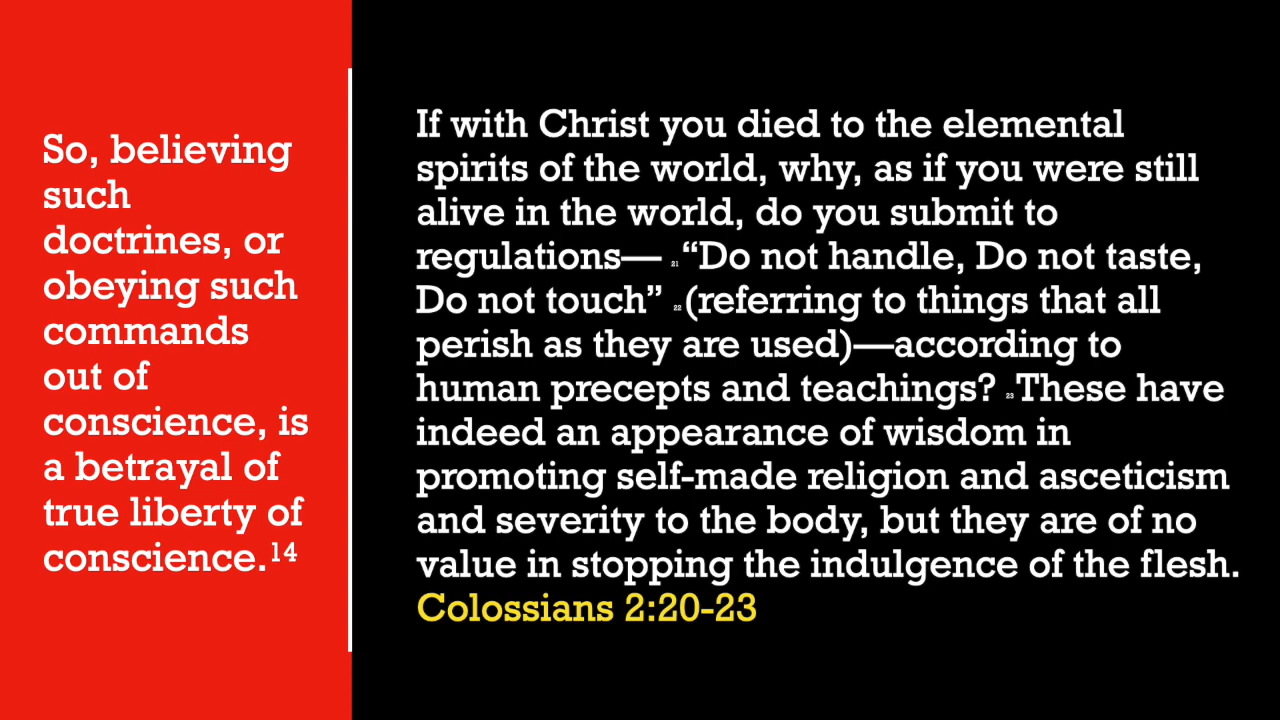 So, believing
such
doctrines, or
obeying such
commands
out of
conscience, is
a betrayal of
true liberty of
conscience.¹⁴
If with Christ you died to the elemental
spirits of the world, why, as if you were still
alive in the world, do you submit to
regulations— 21 “Do not handle, Do not taste,
Do not touch” 22 (referring to things that all
perish as they are used)—according to
human precepts and teachings? 23 These have
indeed an appearance of wisdom in
promoting self-made religion and asceticism
and severity to the body, but they are of no
value in stopping the indulgence of the flesh.
Colossians 2:20-23